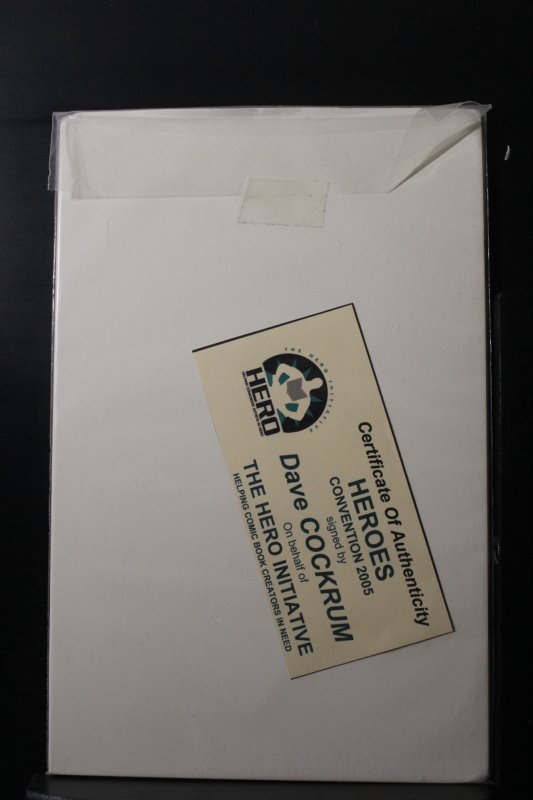 Certificate Of Authenticity
HEROES
CONVENTION 2005
signed by
Dave COCKRUM
On behalf of
THE HERO INITIATIVE
HELPING COMIC BOOK CREATORS IN NEED
THE HERO INITIATIVE
HERO